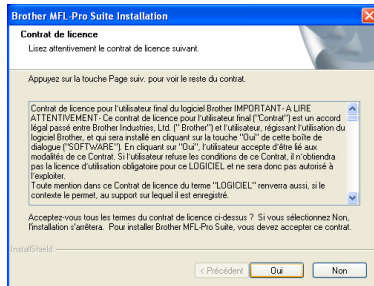 Brother MFL-Pro Suite Installation
Contrat de licence
Lisez attentivement le contrat de licence suivant.
Appuyez sur la touche Page suiv. pour voir le reste du contrat.
Contrat de licence pour l'utilisateur final du logiciel Brother IMPORTANT- A LIRE
ATTENTIVEMENT- Ce contrat de licence pour l'utilisateur final ("Contrat") est un accord
légal passé entre Brother Industries, Ltd. (" Brother") et l'utilisateur, régissant l'utilisation du
logiciel Brother, et qui sera installé en cliquant sur la touche "Oui" de cette boîte de
dialogue ("SOFTWARE"). En cliquant sur "Oui", l'utilisateur accepte d'être lié aux
modalités de ce Contrat. Si l'utilisateur refuse les conditions de ce Contrat, il n'obtiendra
pas la licence d'utilisation obligatoire pour ce LOGICIEL et ne sera donc pas autorisé à
l'exploiter.
Toute mention dans ce Contrat de licence du terme "LOGICIEL" renverra aussi, si le
contexte le permet, au support sur lequel il est enregistré.
Acceptez-vous tous les termes du contrat de licence ci-dessus ? Si vous sélectionnez Non,
l'installation s'arrêtera. Pour installer Brother MFL-Pro Suite, vous devez accepter ce contrat.
InstallShield
< Précédent Oui Non